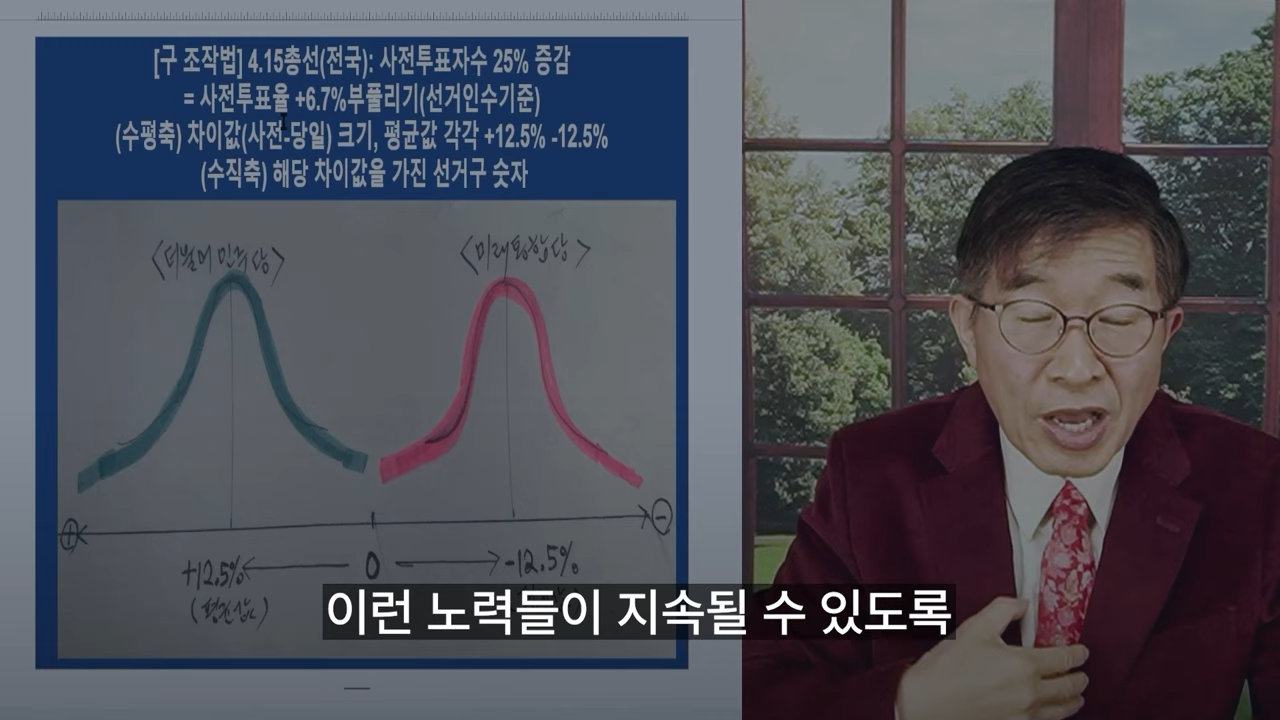 [구 조작법] 4.15총선(전국): 사전투표자수 25% 증감
= 사전투표율 +6.7%부풀리기(선거인수기준)
(수평축) 차이값(사전-당일) 크기, 평균값 각각 +12.5% -12.5%
(수직축) 해당 차이값을 가진 선거구 숫자
<더불어 민주당> <미래통합당>
+ -
+12.5% 0 -12.5%
(평균값)
이런 노력들이 지속될 수 있도록